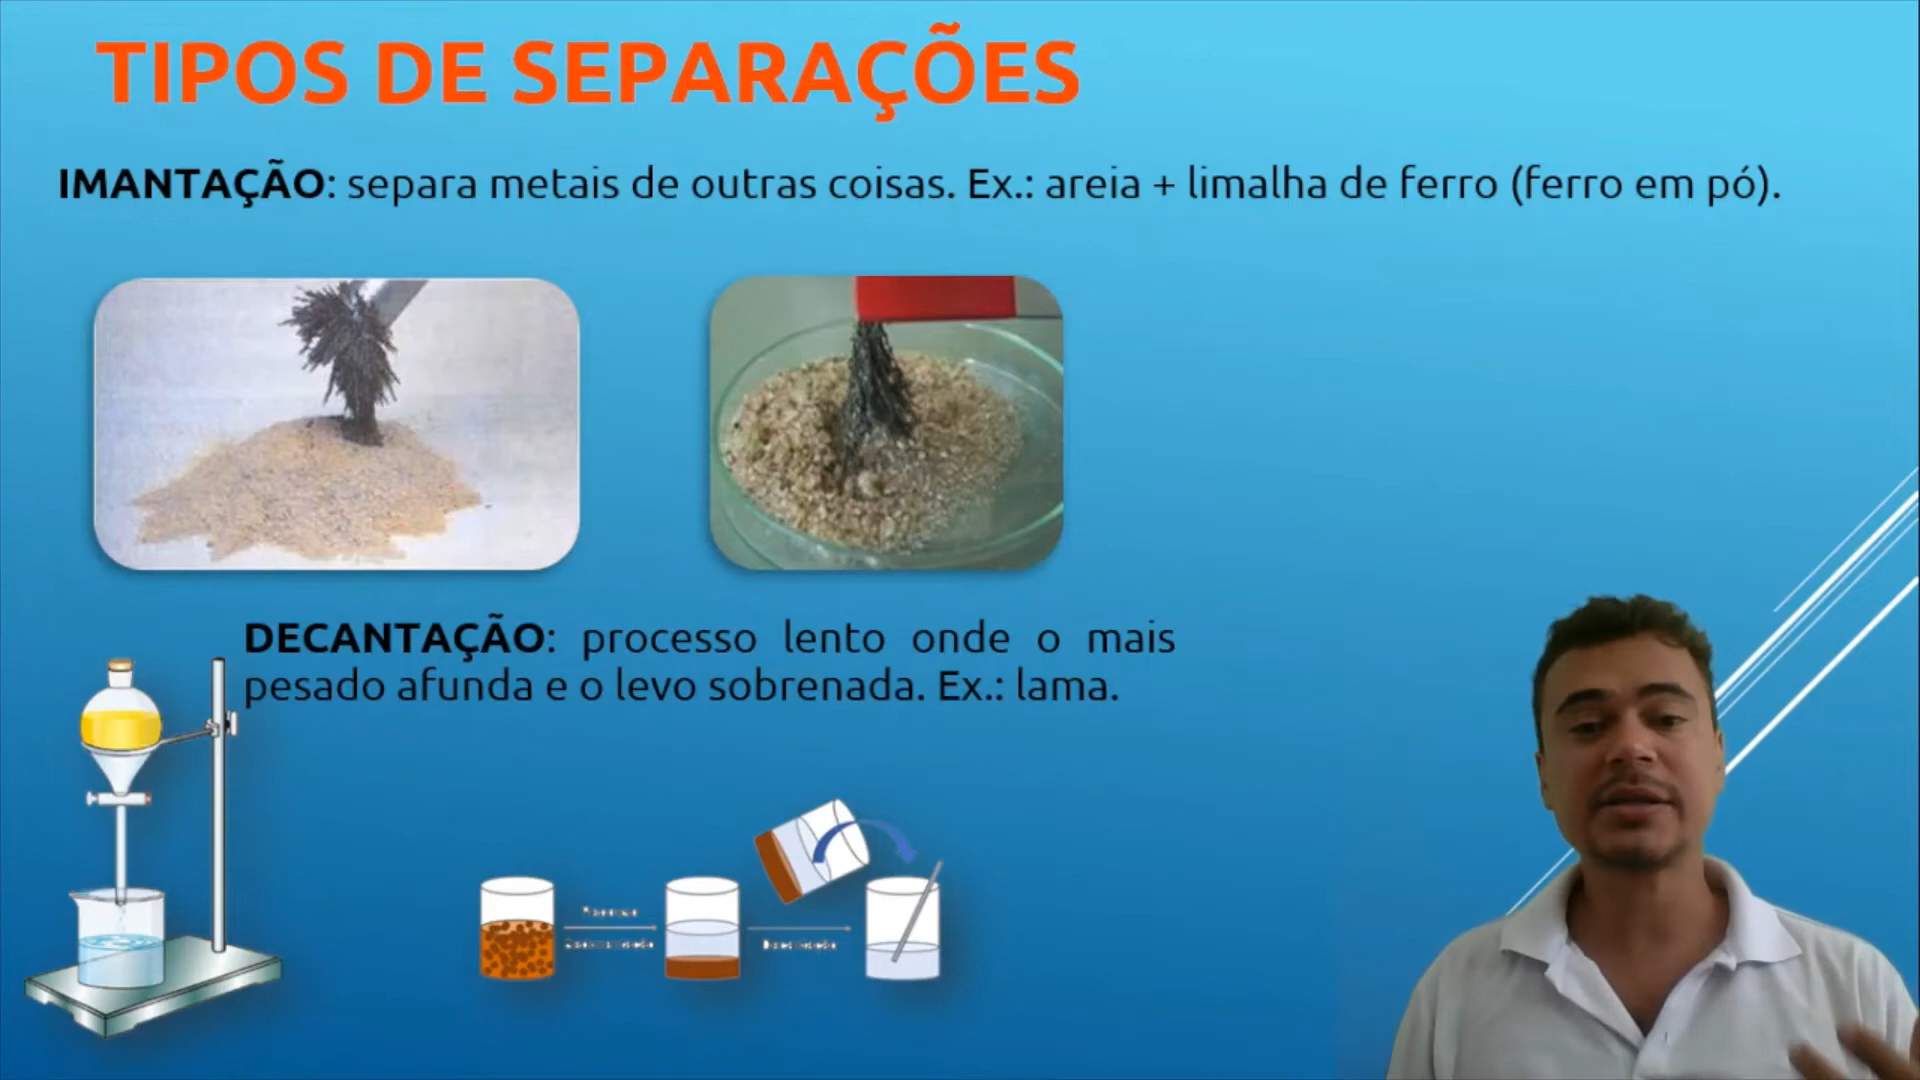 TIPOS DE SEPARAÇÕES
IMANTAÇÃO: separa metais de outras coisas. Ex.: areia + limalha de ferro (ferro em pó).
DECANTAÇÃO: processo lento onde o mais
pesado afunda e o levo sobrenada. Ex.: lama.